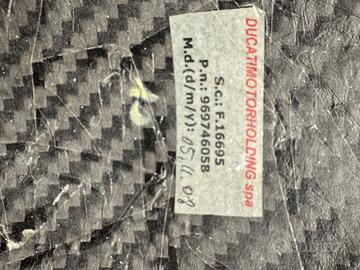 DUCATIMOTORHOLDING spa
S.c.: F.16695
P.n.: 96974605B
M.d.(d/m/Y): 05,11,08